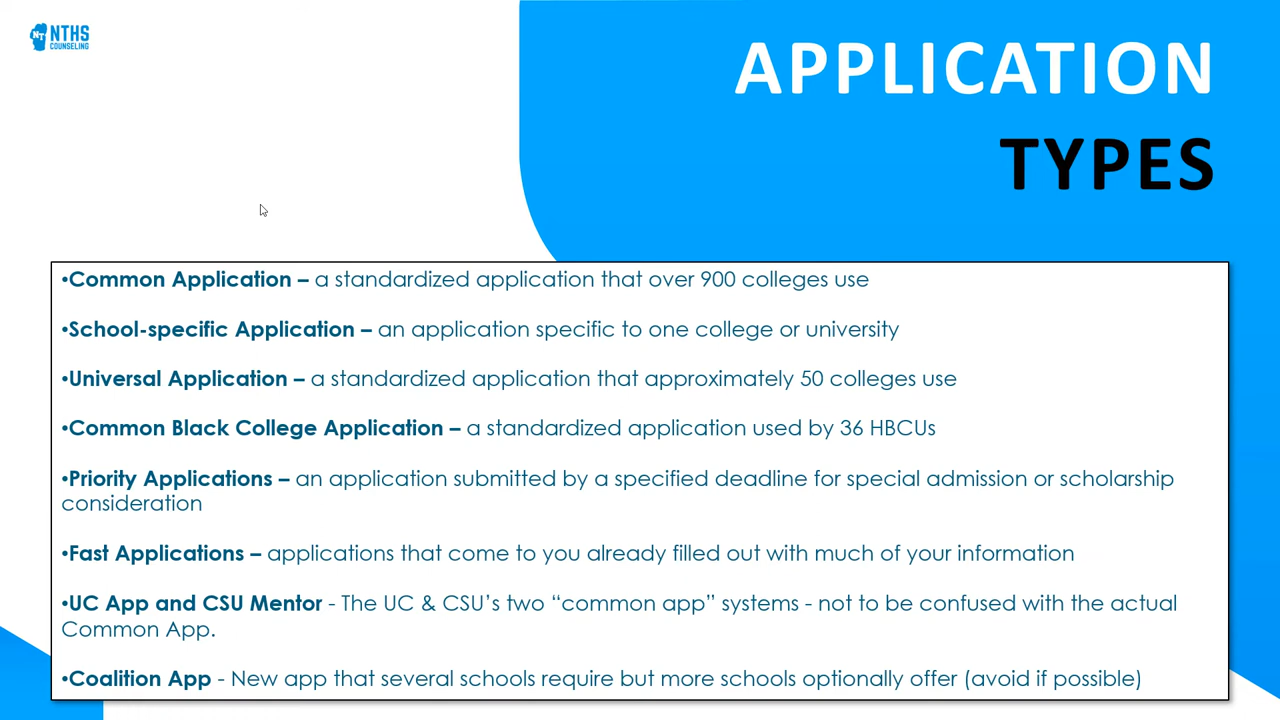 NT NTHS
COUNSELING
APPLICATION
TYPES
•Common Application – a standardized application that over 900 colleges use
•School-specific Application – an application specific to one college or university
•Universal Application – a standardized application that approximately 50 colleges use
•Common Black College Application – a standardized application used by 36 HBCUs
•Priority Applications – an application submitted by a specified deadline for special admission or scholarship
consideration
•Fast Applications – applications that come to you already filled out with much of your information
•UC App and CSU Mentor - The UC & CSU’s two “common app” systems - not to be confused with the actual
Common App.
•Coalition App - New app that several schools require but more schools optionally offer (avoid if possible)